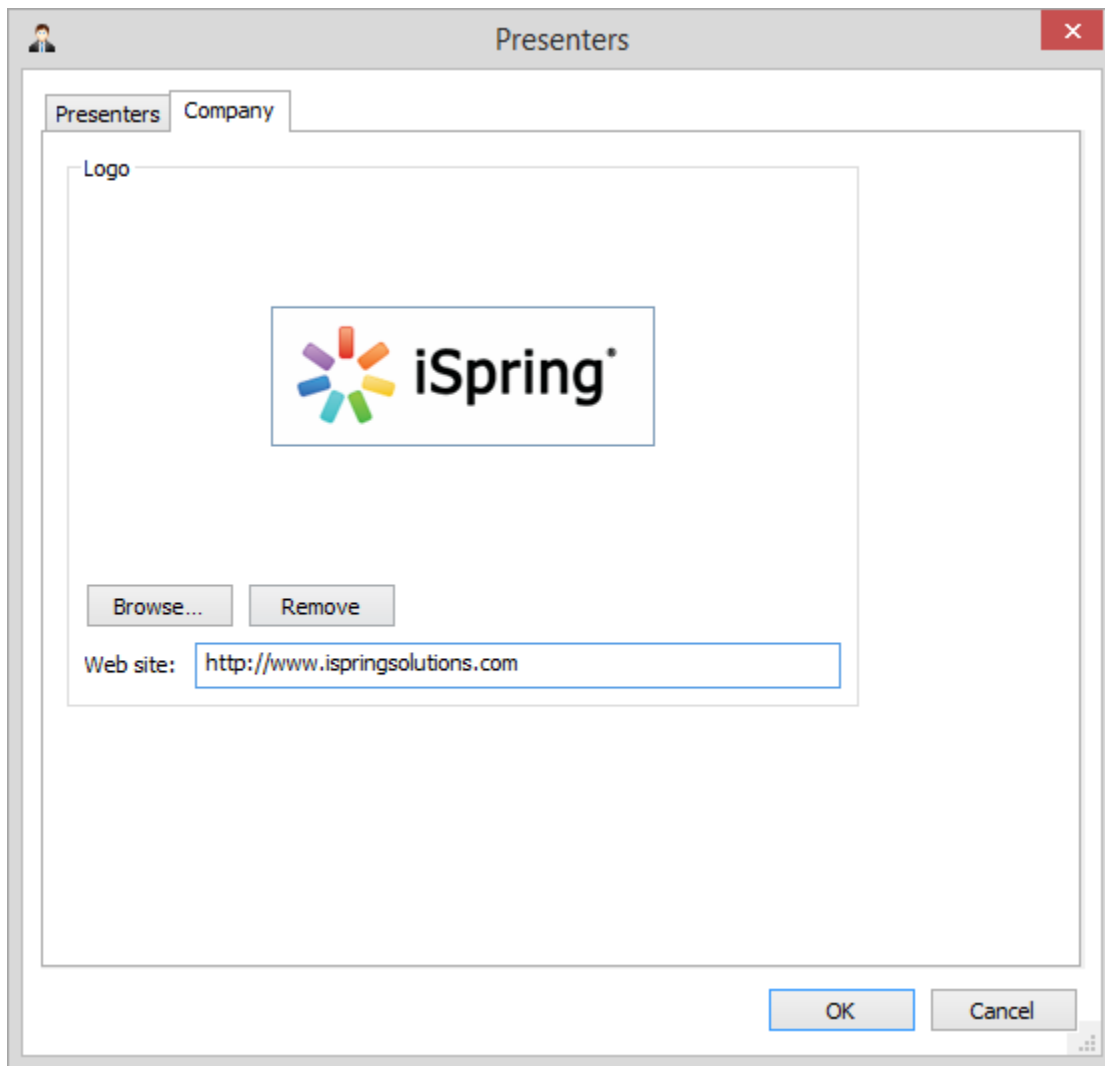 Presenters
Presenters Company
Logo
iSpring®
Browse... Remove
Web site: http://www.ispringsolutions.com
OK Cancel